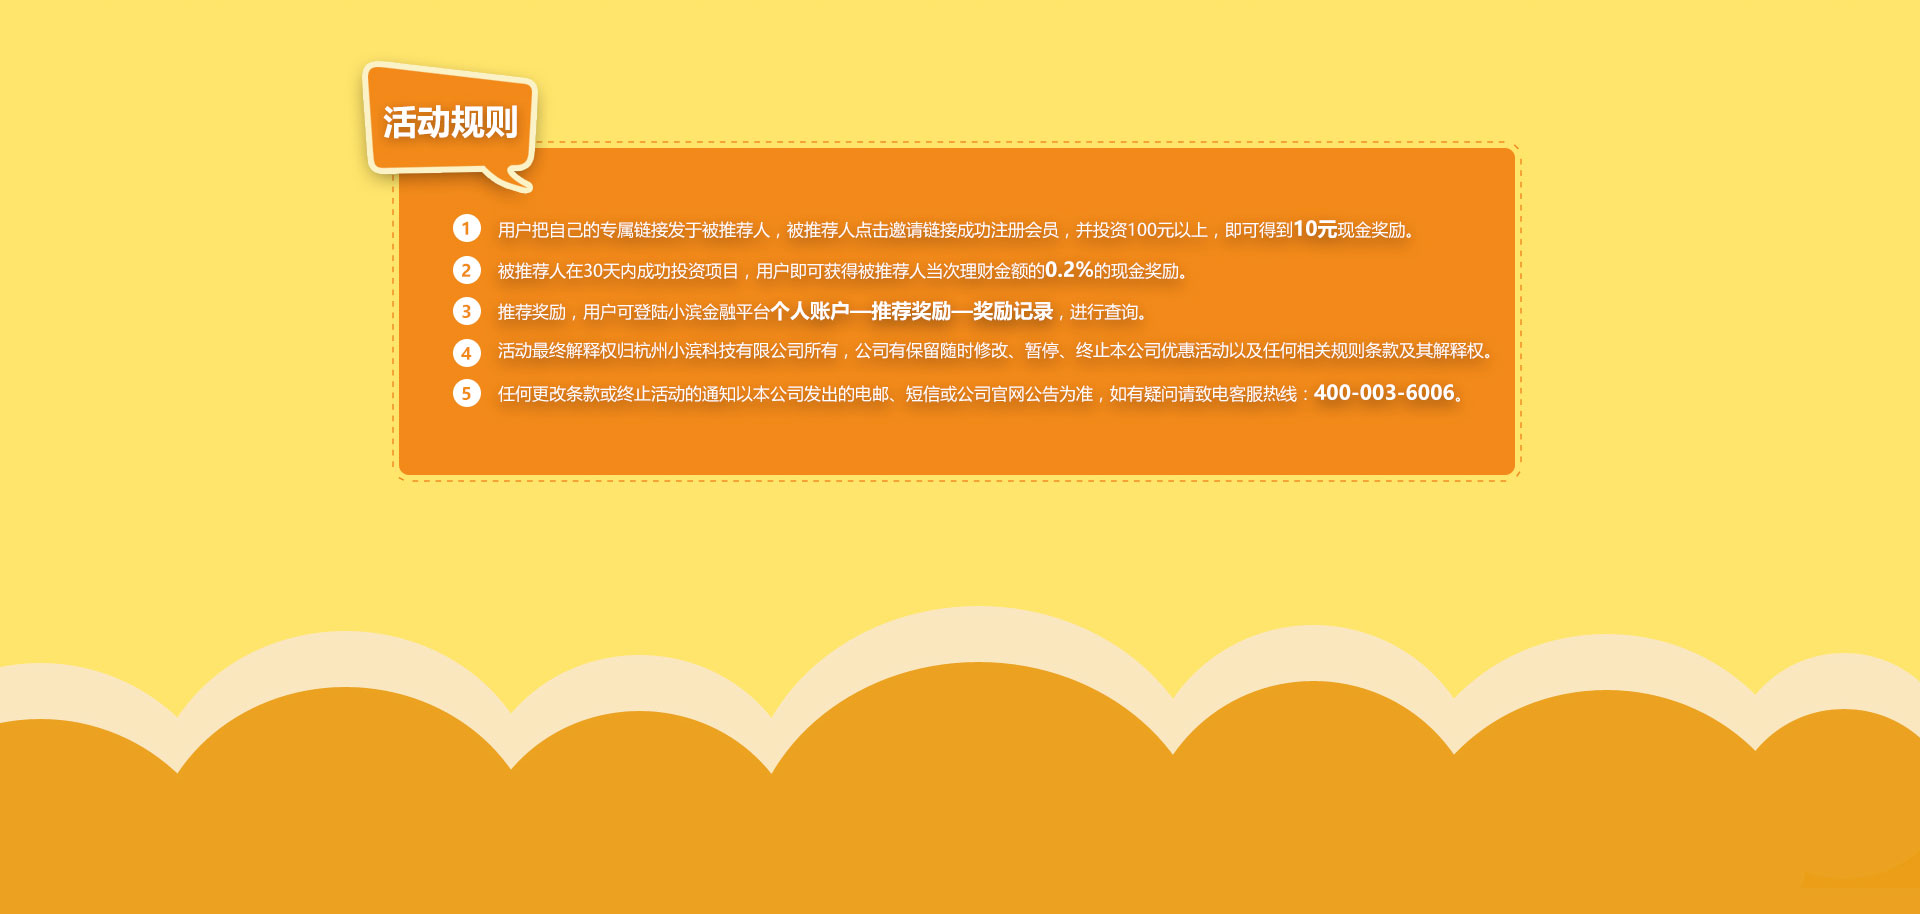 活动规则
1 用户把自己的专属链接发于被推荐人，被推荐人点击邀请链接成功注册会员，并投资100元以上，即可得到10元现金奖励。
2 被推荐人在30天内成功投资项目，用户即可获得被推荐人当次理财金额的0.2%的现金奖励。
3 推荐奖励，用户可登陆小滨金融平台个人账户—推荐奖励—奖励记录，进行查询。
4 活动最终解释权归杭州小滨科技有限公司所有，公司有保留随时修改、暂停、终止本公司优惠活动以及任何相关规则条款及其解释权。
5 任何更改条款或终止活动的通知以本公司发出的电邮、短信或公司官网公告为准，如有疑问请致电客服热线：400-003-6006。